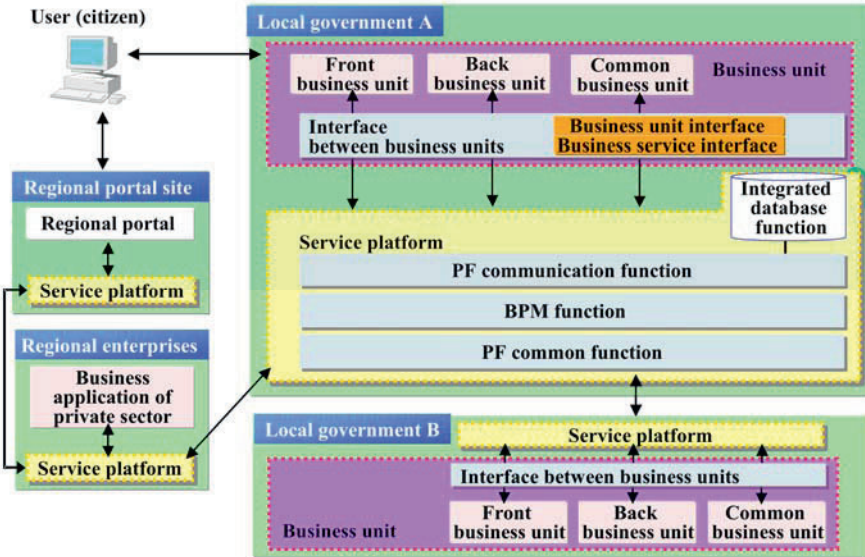 User (citizen)
Local government A
Front
business unit
Back
business unit
Common
business unit
Business unit
Interface
between business units
Business unit interface
Business service interface
Regional portal site
Regional portal
Service platform
Integrated
database
function
Service platform
PF communication function
BPM function
PF common function
Regional enterprises
Business
application of
private sector
Service platform
Local government B
Service platform
Interface between business units
Business unit
Front
business unit
Back
business unit
Common
business unit